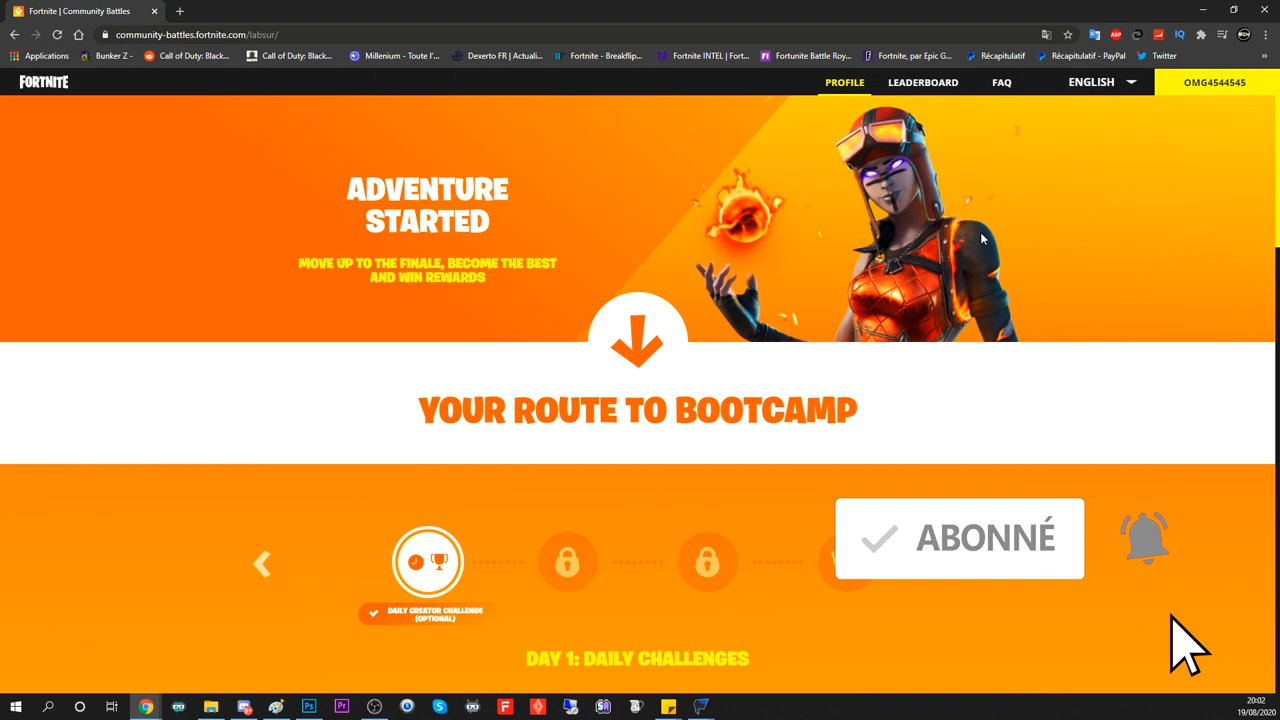 Fortnite | Community Battles
community-battles.fortnite.com/labsur/
Applications
Bunker Z -
Call of Duty: Black...
Call of Duty: Black...
Millenium - Toute l'...
Dexerto FR | Actuali...
Fortnite - Breakflip...
Fortnite INTEL | Fort...
Fortunite Battle Roy...
Fortnite, par Epic G...
Récapitulatif
Récapitulatif - PayPal
Twitter
FORTNITE
PROFILE
LEADERBOARD
FAQ
ENGLISH
OMG4544545
ADVENTURE
STARTED
MOVE UP TO THE FINALE, BECOME THE BEST
AND WIN REWARDS
YOUR ROUTE TO BOOTCAMP
ABONNÉ
DAILY CREATOR CHALLENGE
(OPTIONAL)
DAY 1: DAILY CHALLENGES
20:02
19/08/2020